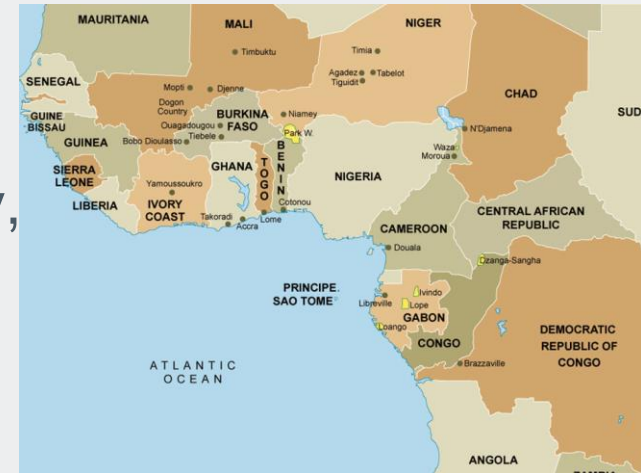 ,
MAURITANIA
MALI
NIGER
Timbuktu
Timia
Agadez
Tabelot
Tiguidit
SENEGAL
Mopti
Djenne
CHAD
Dogon
Country
GUINE
BISSAU
BURKINA
FASO
Niamey
SUD
Ouagadougou
Tiebele
Park W.
N'Djamena
GUINEA
Bobo Dioulasso
Waza
Moroua
SIERRA
LEONE
GHANA
TOGO
BENIN
NIGERIA
Yamoussoukro
LIBERIA
IVORY
COAST
Cotonou
Takoradi
Accra
Lome
CAMEROON
CENTRAL AFRICAN
REPUBLIC
Douala
Dzanga-Sangha
PRINCIPE
SAO TOME
Libreville
Ivindo
Lope
GABON
Loango
CONGO
DEMOCRATIC
REPUBLIC OF
CONGO
ATLANTIC
OCEAN
Brazzaville
ANGOLA